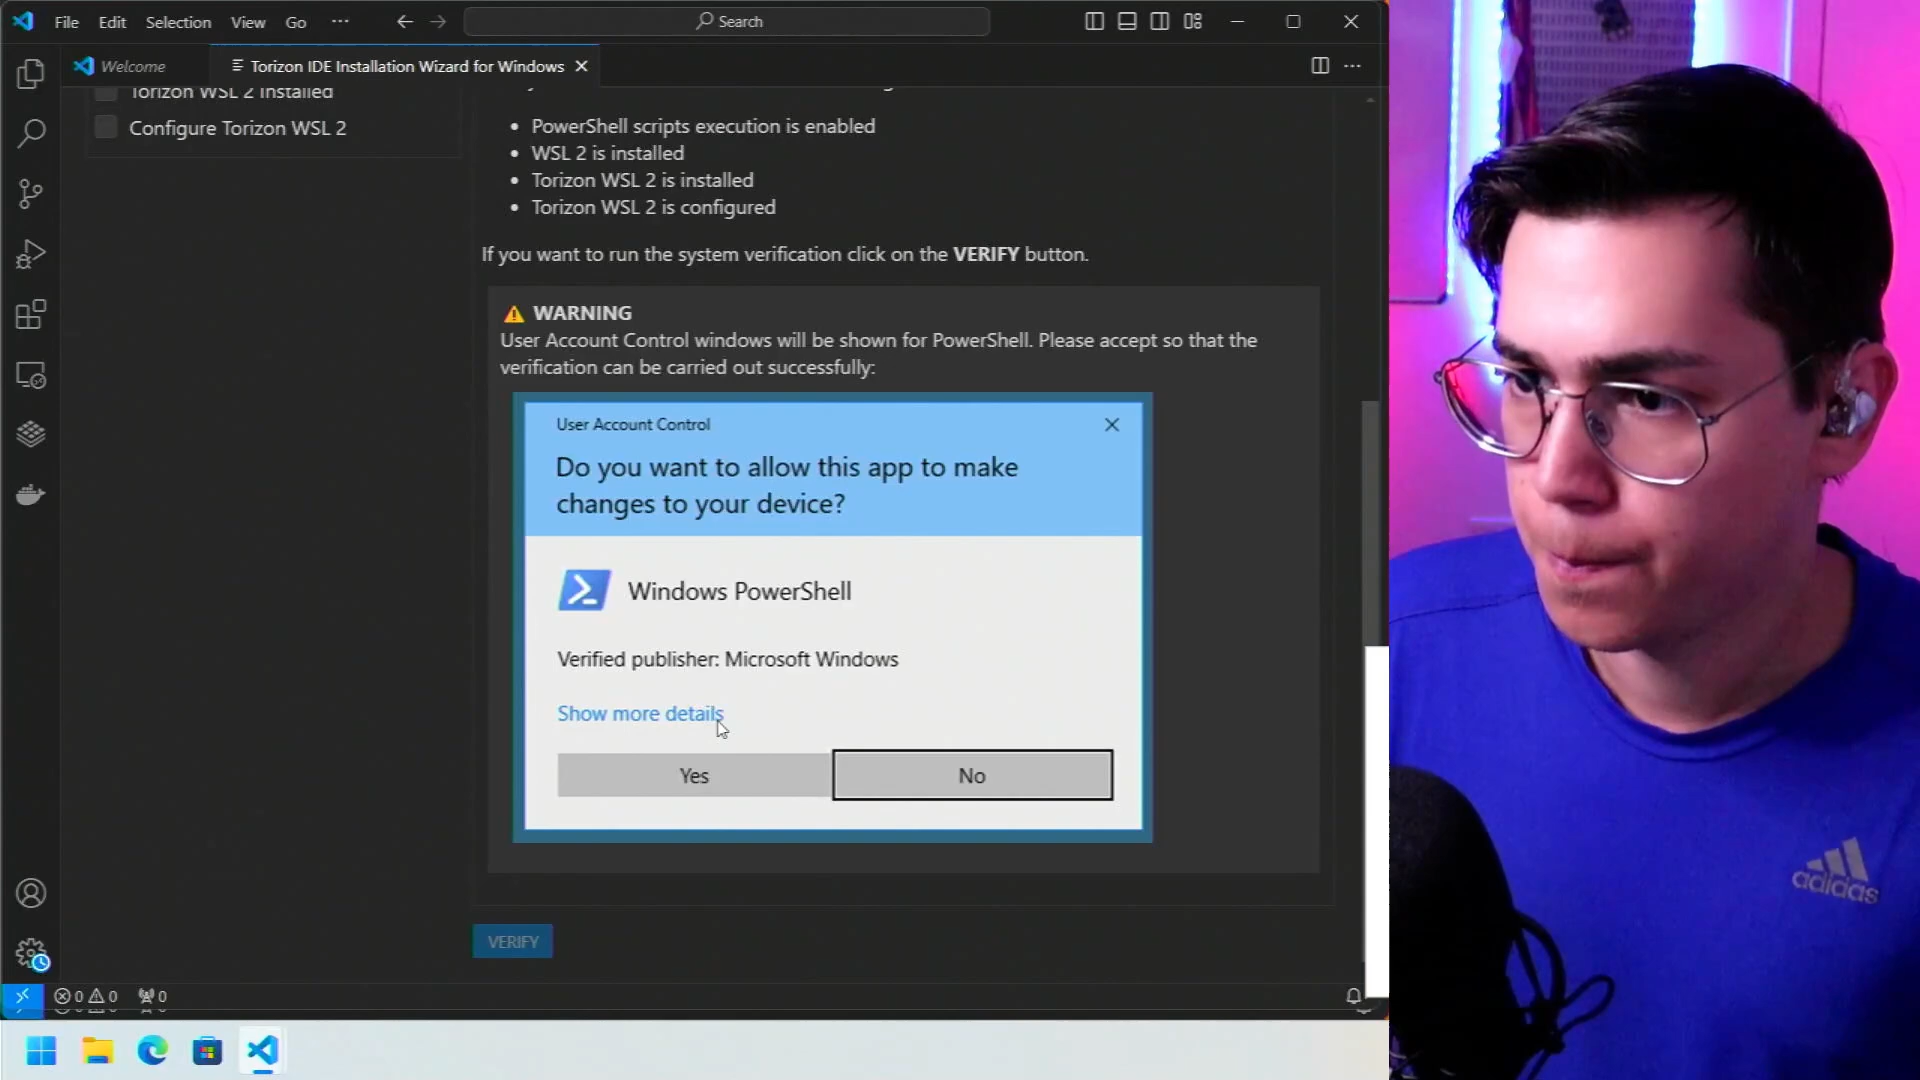 File Edit Selection View Go ···
Search
Welcome
Torizon IDE Installation Wizard for Windows
Torizon WSL 2 Installed
Configure Torizon WSL 2
• PowerShell scripts execution is enabled
• WSL 2 is installed
• Torizon WSL 2 is installed
• Torizon WSL 2 is configured
If you want to run the system verification click on the VERIFY button.
WARNING
User Account Control windows will be shown for PowerShell. Please accept so that the
verification can be carried out successfully:
User Account Control
Do you want to allow this app to make
changes to your device?
Windows PowerShell
Verified publisher: Microsoft Windows
Show more details
Yes No
VERIFY
0 0 0
adidas